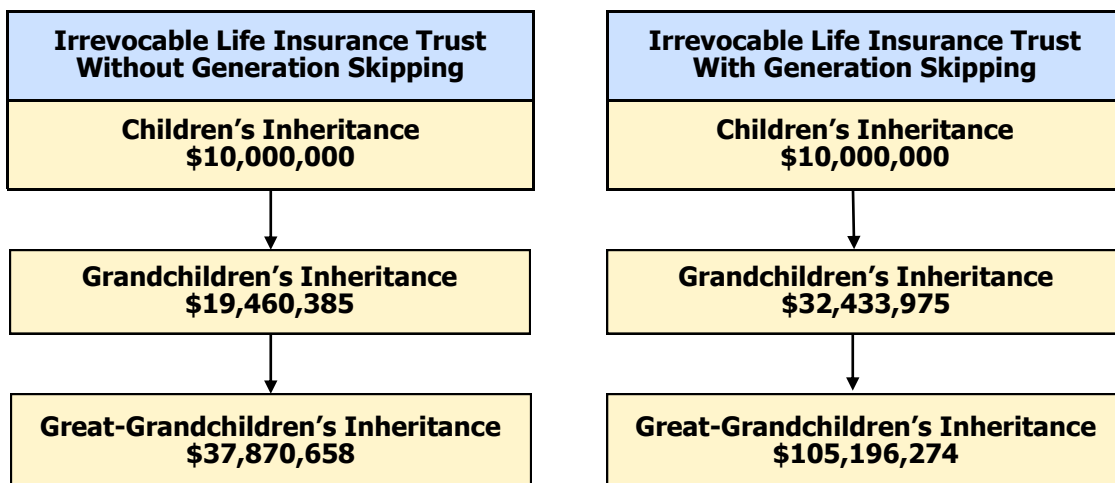 Irrevocable Life Insurance Trust
Without Generation Skipping
Children’s Inheritance
$10,000,000
Grandchildren’s Inheritance
$19,460,385
Great-Grandchildren’s Inheritance
$37,870,658
Irrevocable Life Insurance Trust
With Generation Skipping
Children’s Inheritance
$10,000,000
Grandchildren’s Inheritance
$32,433,975
Great-Grandchildren’s Inheritance
$105,196,274